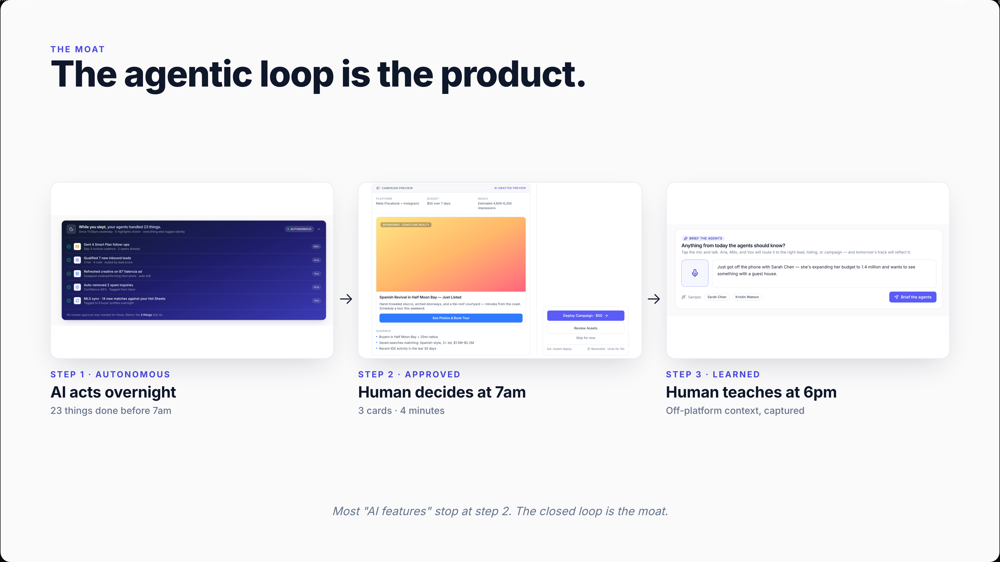 THE MOAT
The agentic loop is the product.
While you slept, your agents handled 23 things.
Since 11:00pm yesterday · 5 highlights shown · everything else logged silently
AUTONOMOUS
Sent 4 Smart Plan follow-ups
Day-3 nurture cadence · 2 opens already
Milo
Qualified 7 new inbound leads
3 hot · 4 cold · routed by lead score
Aria
Refreshed creative on 87 Valencia ad
Swapped underperforming hero photo · auto A/B
Vox
Auto-removed 2 spam inquiries
Confidence 99% · flagged from inbox
Aria
MLS sync · 14 new matches against your Hot Sheets
Tagged to 9 buyer profiles overnight
Vox
No human approval was needed for these. Below: the 3 things that do.
STEP 1 · AUTONOMOUS
AI acts overnight
23 things done before 7am
CAMPAIGN PREVIEW
AI-DRAFTED PREVIEW
PLATFORM
Meta (Facebook + Instagram)
BUDGET
$50 over 7 days
REACH
Estimated 4,800–6,200
impressions
SPONSORED · COASTLINE REALTY
Spanish Revival in Half Moon Bay — Just Listed
Hand-troweled stucco, arched doorways, and a tile-roof courtyard — minutes from the coast.
Schedule a tour this weekend.
See Photos & Book Tour
AUDIENCE
• Buyers in Half Moon Bay + 25mi radius
• Saved searches matching: Spanish-style, 3+ bd, $1.5M–$2.2M
• Recent IDX activity in the last 30 days
Deploy Campaign · $50 →
Review Assets
Skip for now
Est. instant deploy
Reversible · Undo for 10s
STEP 2 · APPROVED
Human decides at 7am
3 cards · 4 minutes
BRIEF THE AGENTS
Anything from today the agents should know?
Tap the mic and talk. Aria, Milo, and Vox will route it to the right lead, listing, or campaign — and tomorrow's track will reflect it.
Just got off the phone with Sarah Chen — she's expanding her budget to 1.4 million and wants to see
something with a guest house.
Sample:
Sarah Chen
Kristin Watson
Brief the agents
STEP 3 · LEARNED
Human teaches at 6pm
Off-platform context, captured
Most "AI features" stop at step 2. The closed loop is the moat.